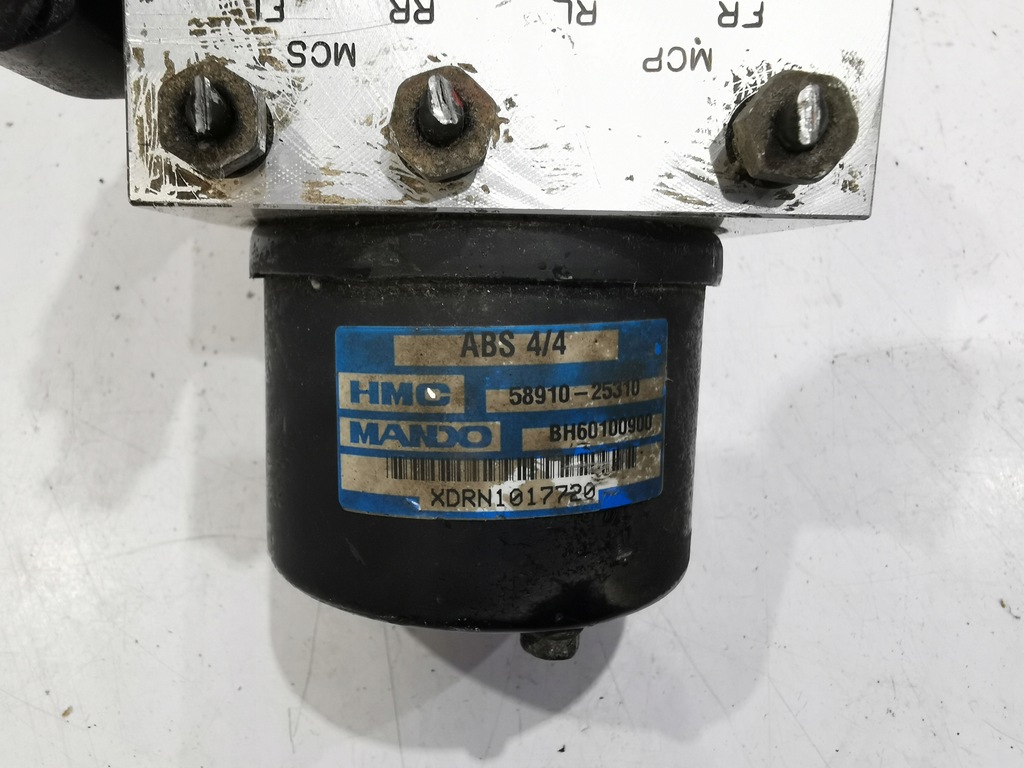 FL RR RL FR
MCS MCP
ABS 4/4
HMC 58910-25310
MANDO BH60100900
XDRN1017720